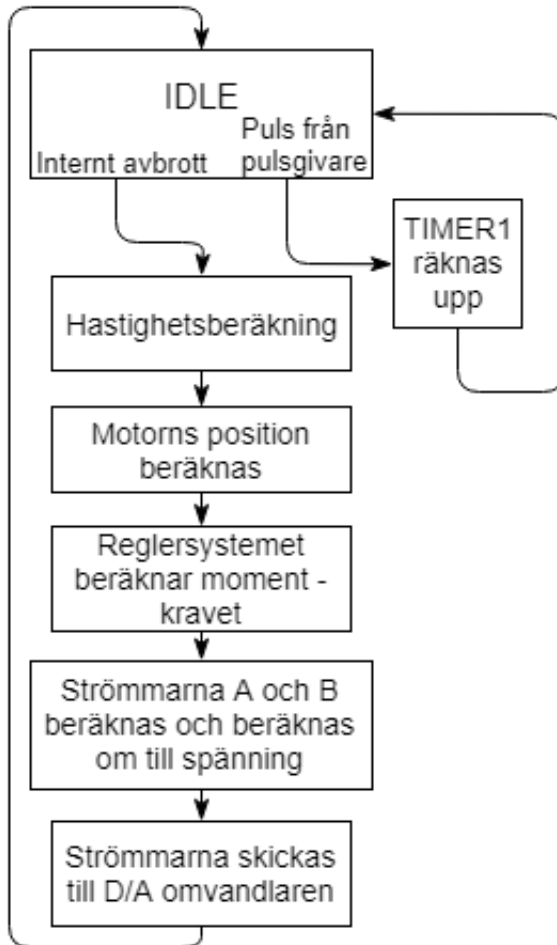 IDLE
Internt avbrott
Puls från
pulsgivare
TIMER1
räknas
upp
Hastighetsberäkning
Motorns position
beräknas
Reglersystemet
beräknar moment -
kravet
Strömmarna A och B
beräknas och beräknas
om till spänning
Strömmarna skickas
till D/A omvandlaren